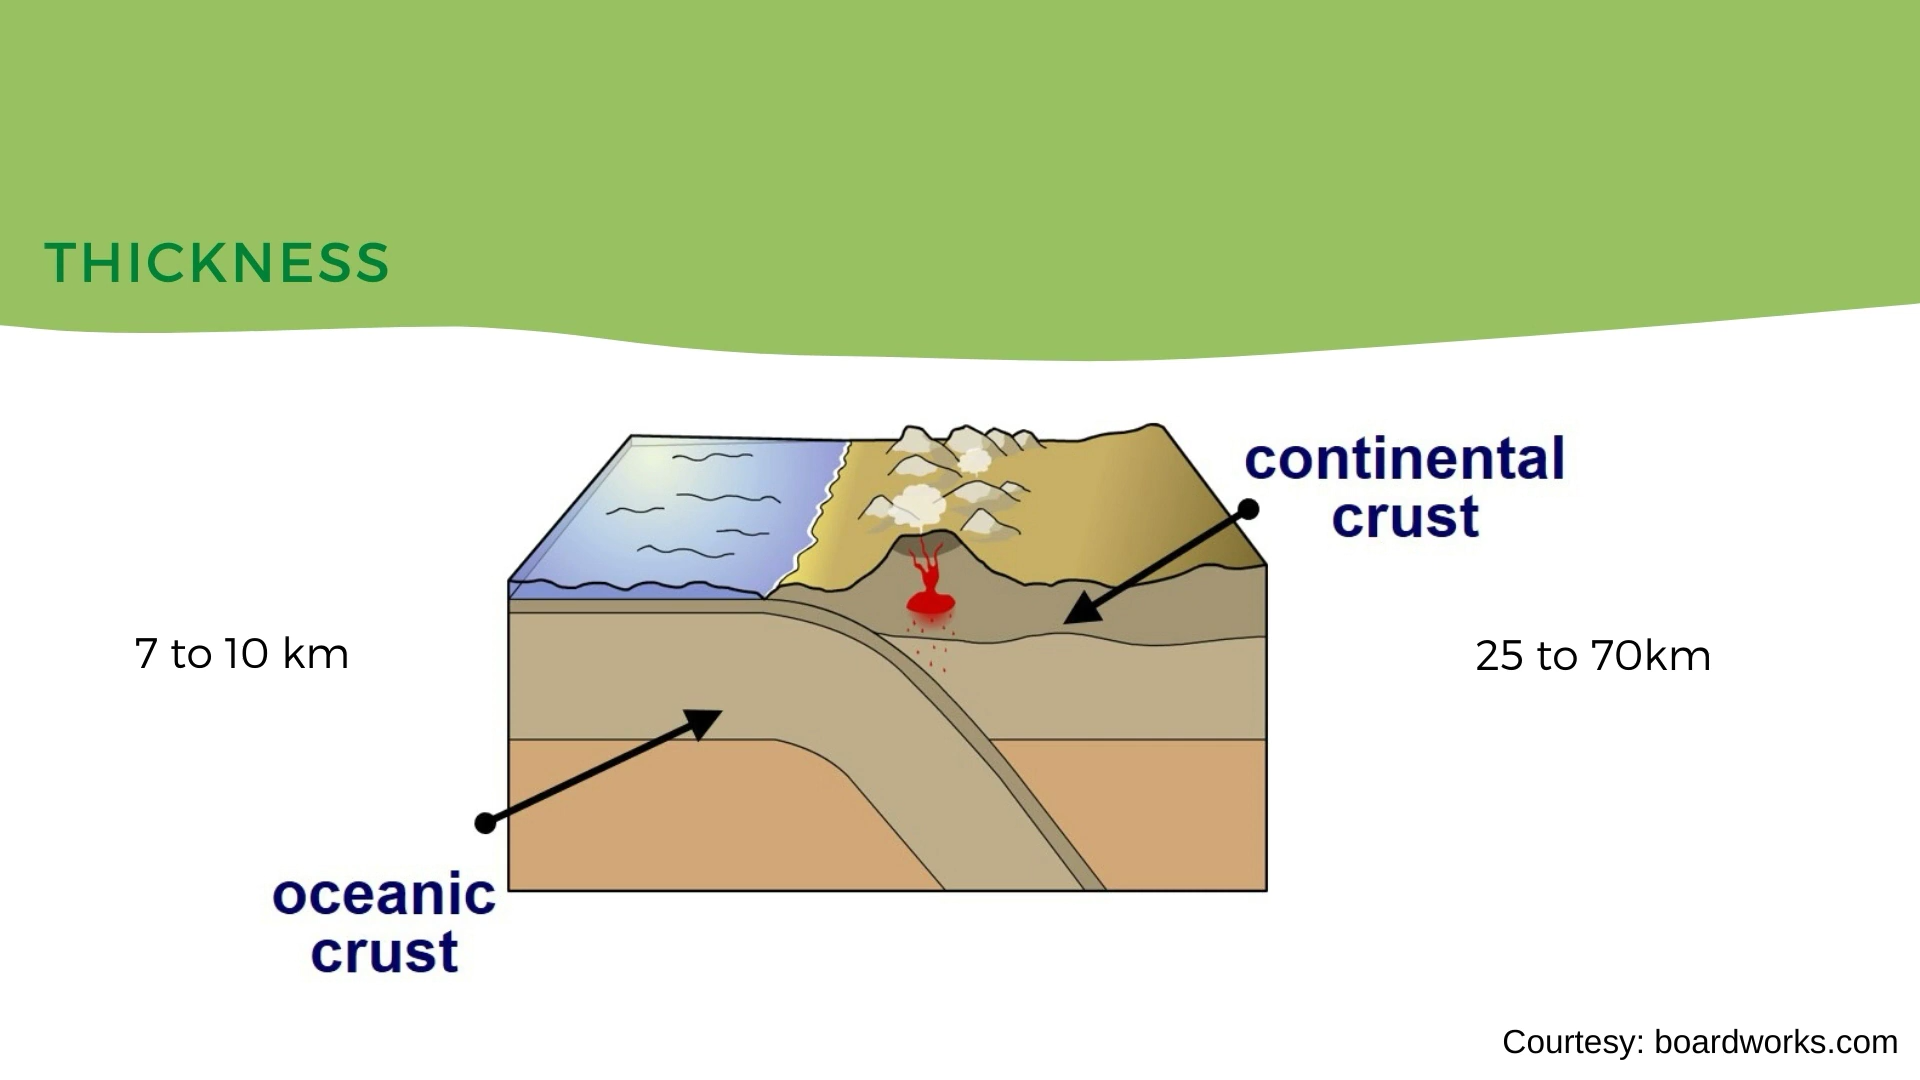 THICKNESS
continental
crust
7 to 10 km
25 to 70km
oceanic
crust
Courtesy: boardworks.com